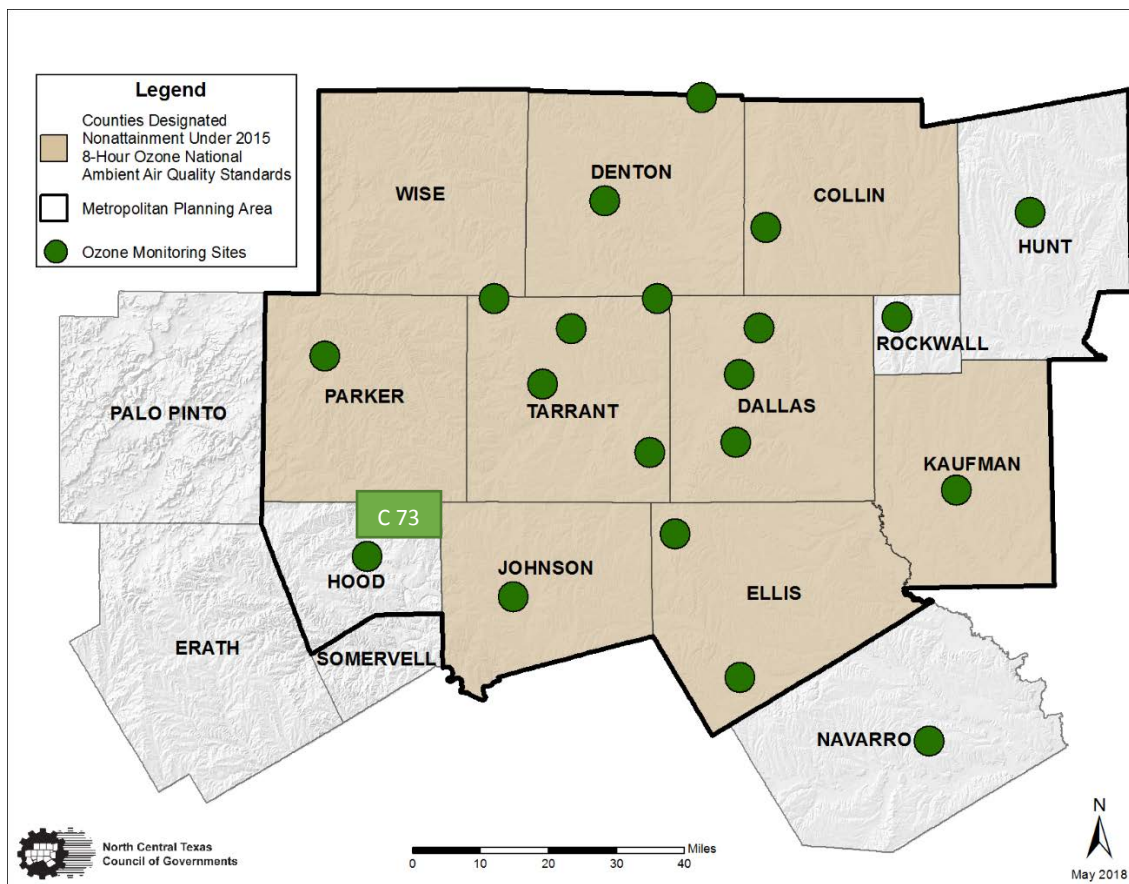 Legend
Counties Designated
Nonattainment Under 2015
8-Hour Ozone National
Ambient Air Quality Standards
Metropolitan Planning Area
Ozone Monitoring Sites
WISE
DENTON
COLLIN
HUNT
ROCKWALL
PALO PINTO
PARKER
TARRANT
DALLAS
KAUFMAN
C 73
HOOD
JOHNSON
ELLIS
ERATH
SOMERVELL
NAVARRO
North Central Texas
Council of Governments
Miles
0 10 20 30 40
N
May 2018